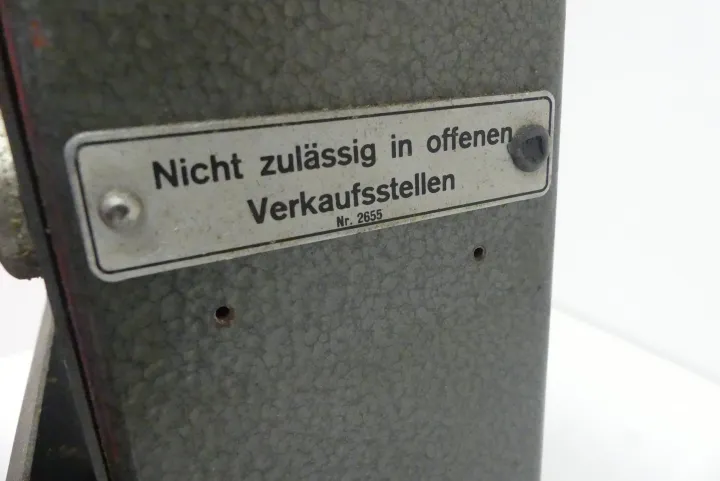 Nicht zulässig in offenen
Verkaufsstellen
Nr. 2655